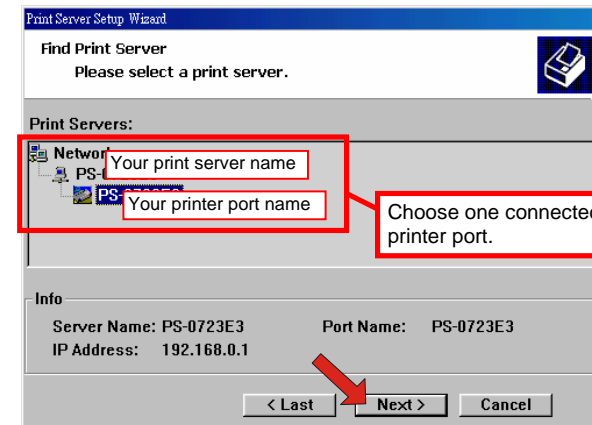 Print Server Setup Wizard
Find Print Server
Please select a print server.
Print Servers:
Network
Your print server name
PS-
Your printer port name
PS-
Choose one connected
printer port.
Info
Server Name: PS-0723E3 Port Name: PS-0723E3
IP Address: 192.168.0.1
< Last Next > Cancel